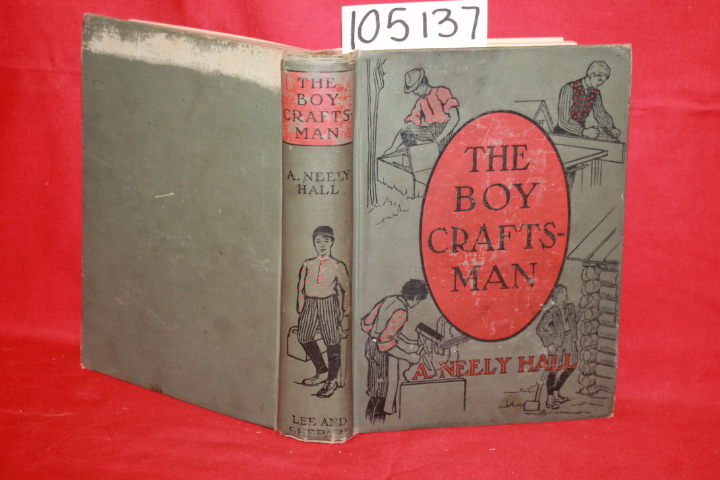 105137
THE
BOY
CRAFTS-
MAN
A. NEELY
HALL
LEE AND
SHEPARD
THE
BOY
CRAFTS-
MAN
A. NEELY HALL